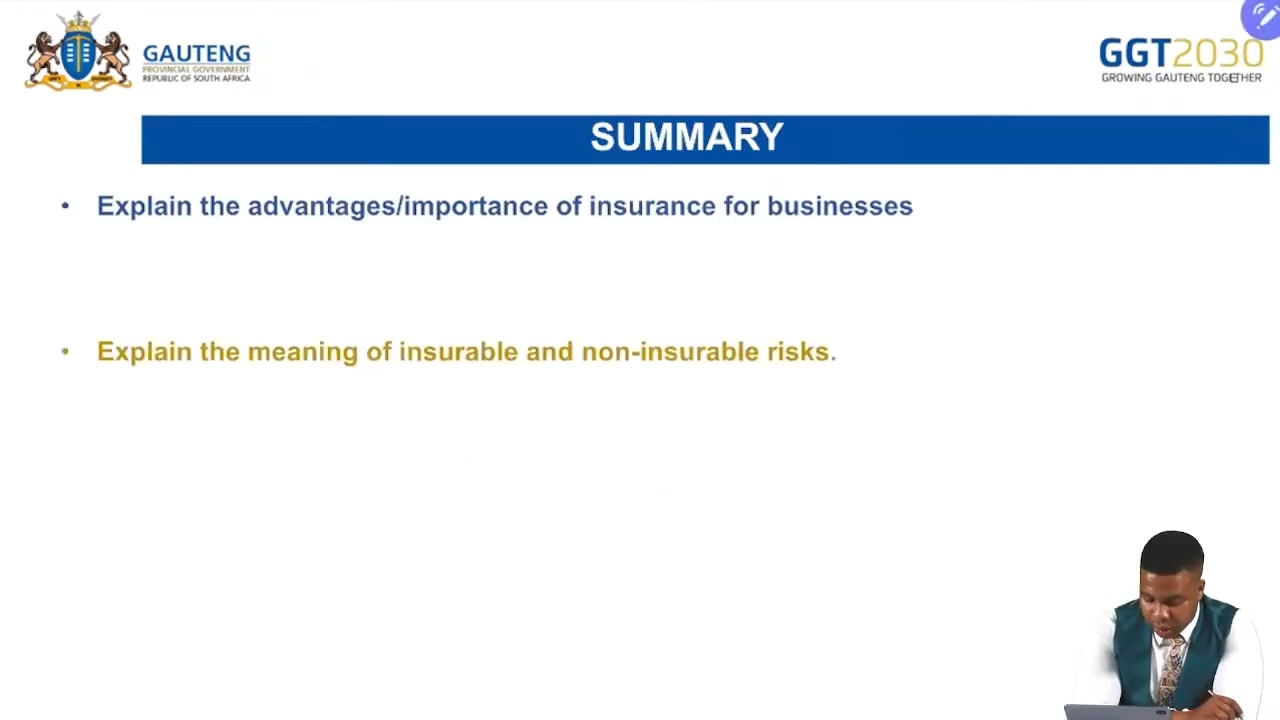 GAUTENG
PROVINCIAL GOVERNMENT
REPUBLIC OF SOUTH AFRICA
GGT2030
GROWING GAUTENG TOGETHER
SUMMARY
• Explain the advantages/importance of insurance for businesses
• Explain the meaning of insurable and non-insurable risks.